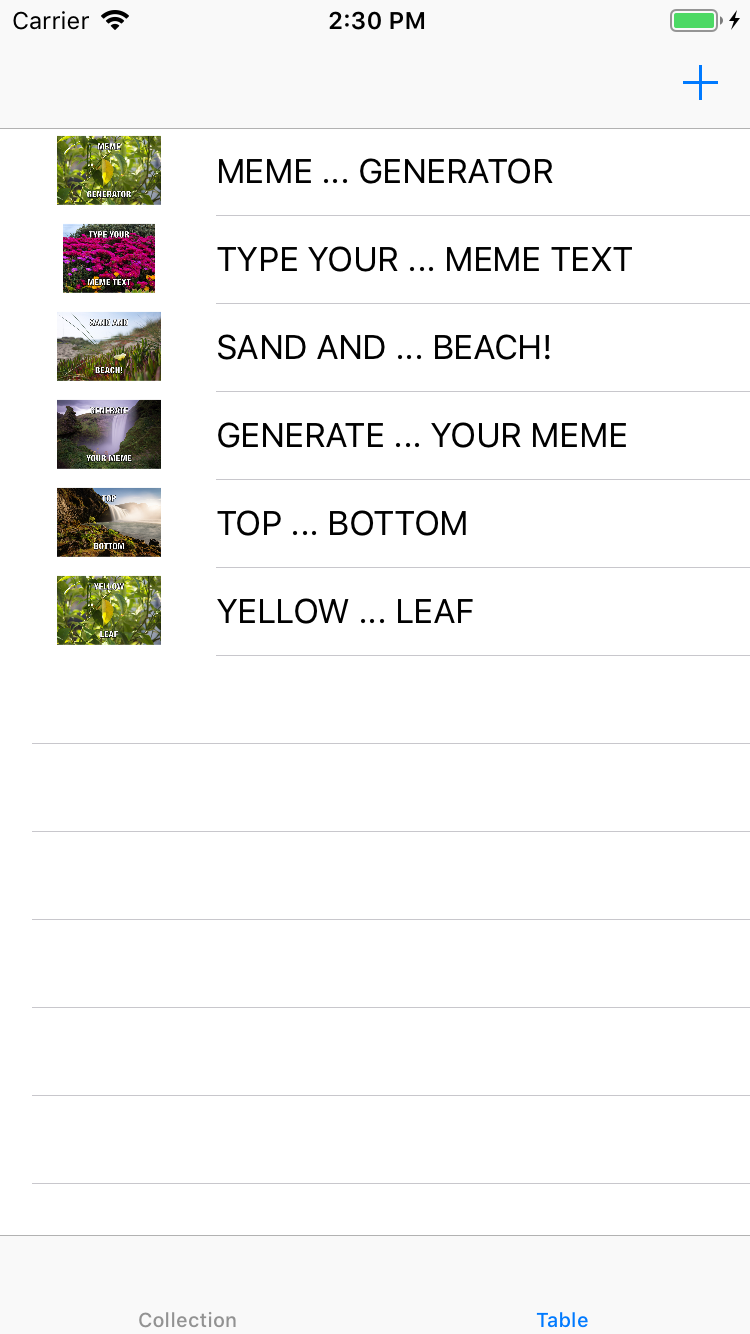 Carrier 2:30 PM
MEME
GENERATOR
MEME ... GENERATOR
TYPE YOUR
MEME TEXT
TYPE YOUR ... MEME TEXT
SAND AND
BEACH!
SAND AND ... BEACH!
GENERATE
YOUR MEME
GENERATE ... YOUR MEME
TOP
BOTTOM
TOP ... BOTTOM
YELLOW
LEAF
YELLOW ... LEAF
Collection Table